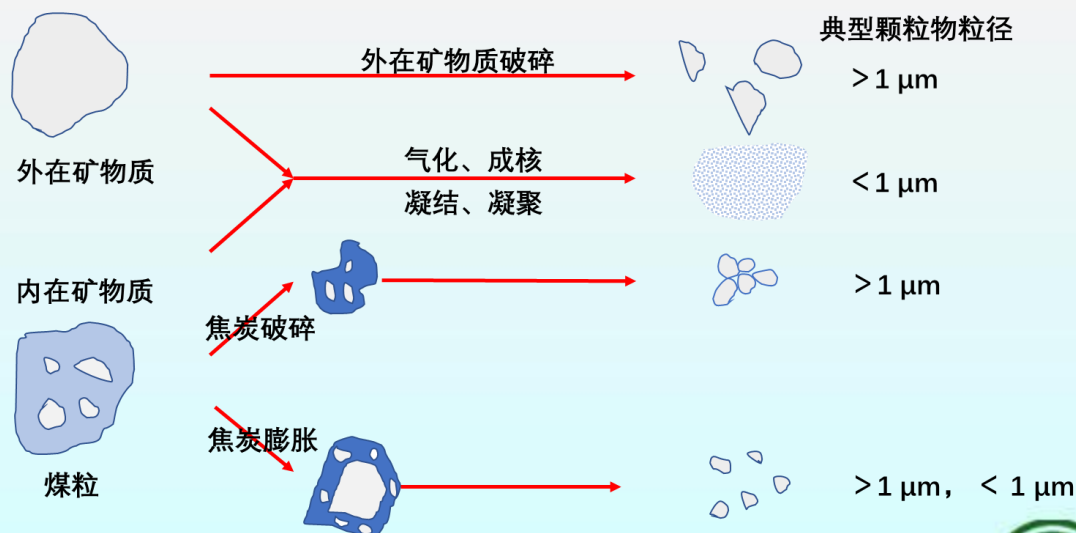 典型颗粒物粒径
外在矿物质破碎
>1 μm
外在矿物质
气化、成核
凝结、凝聚
<1 μm
内在矿物质
>1 μm
焦炭破碎
焦炭膨胀
煤粒
>1 μm，< 1 μm